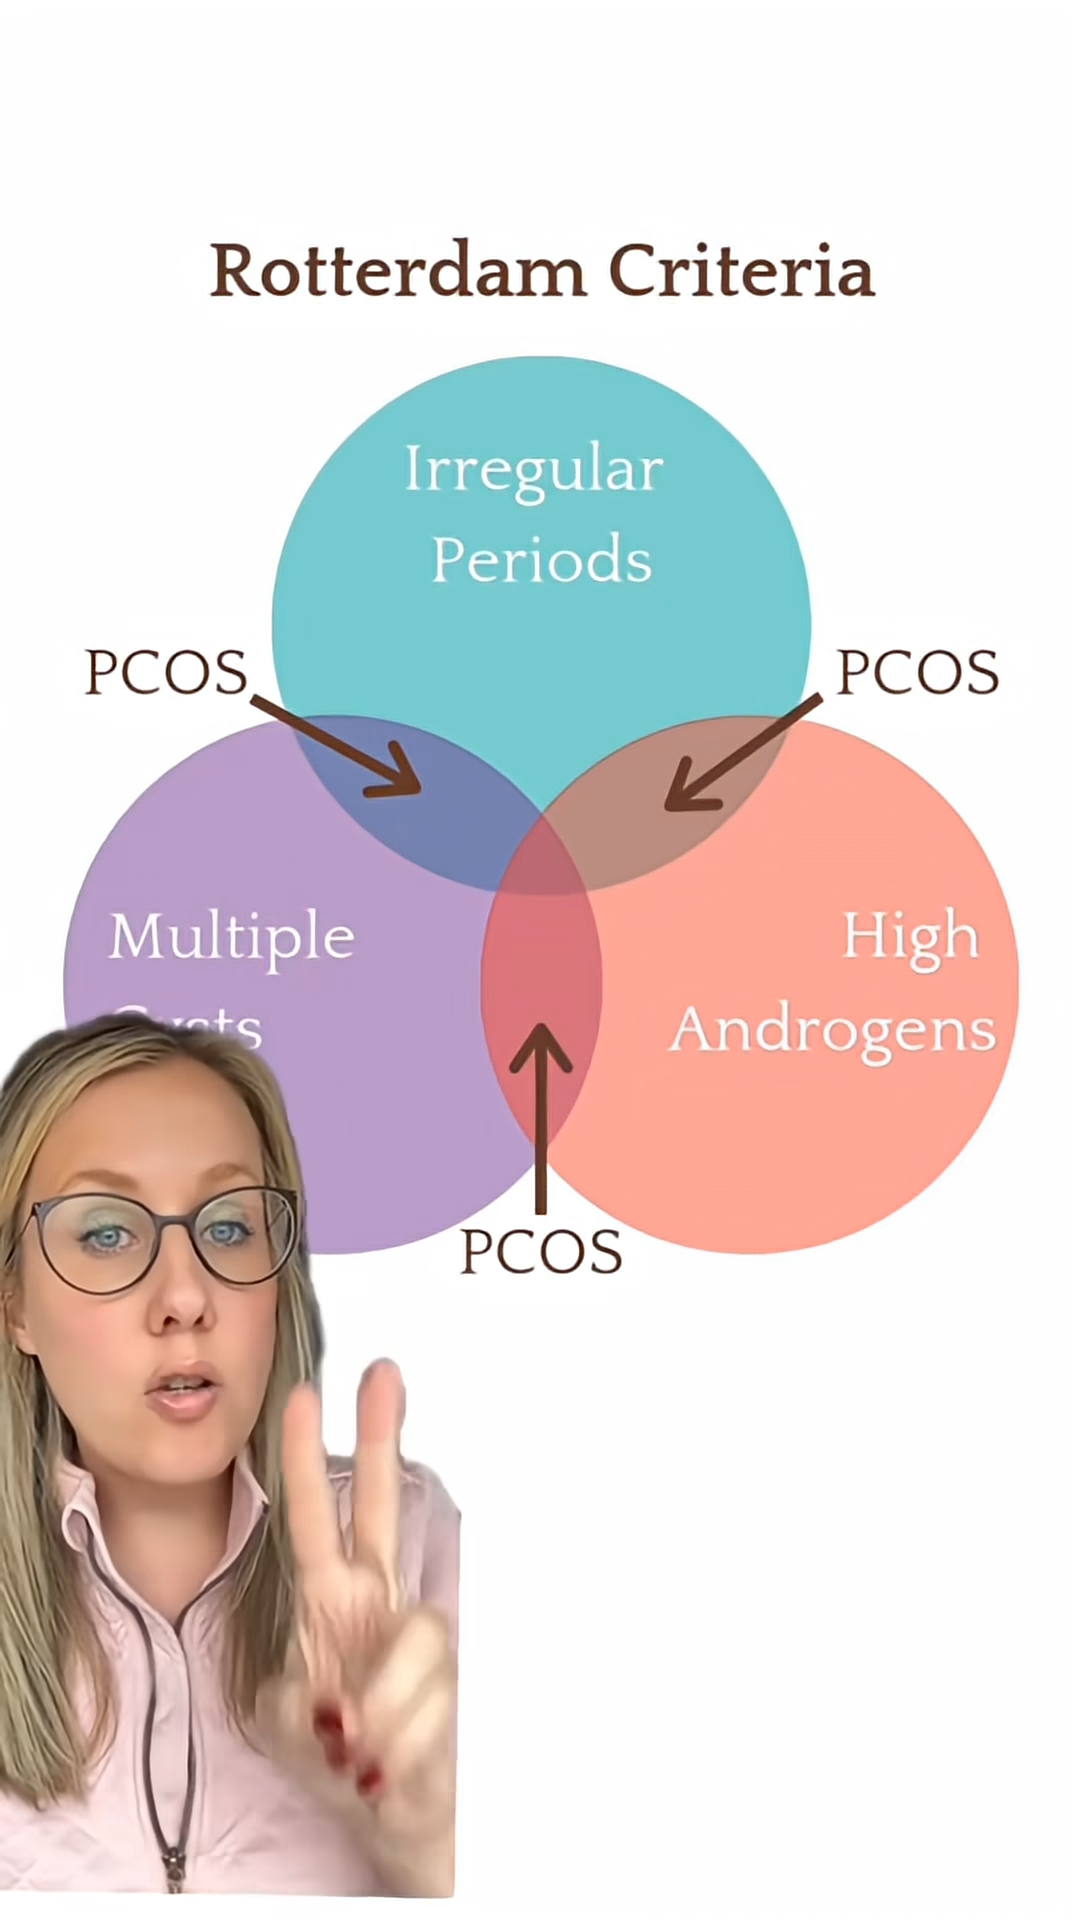 Rotterdam Criteria
Irregular
Periods
PCOS
PCOS
Multiple
High
Androgens
PCOS